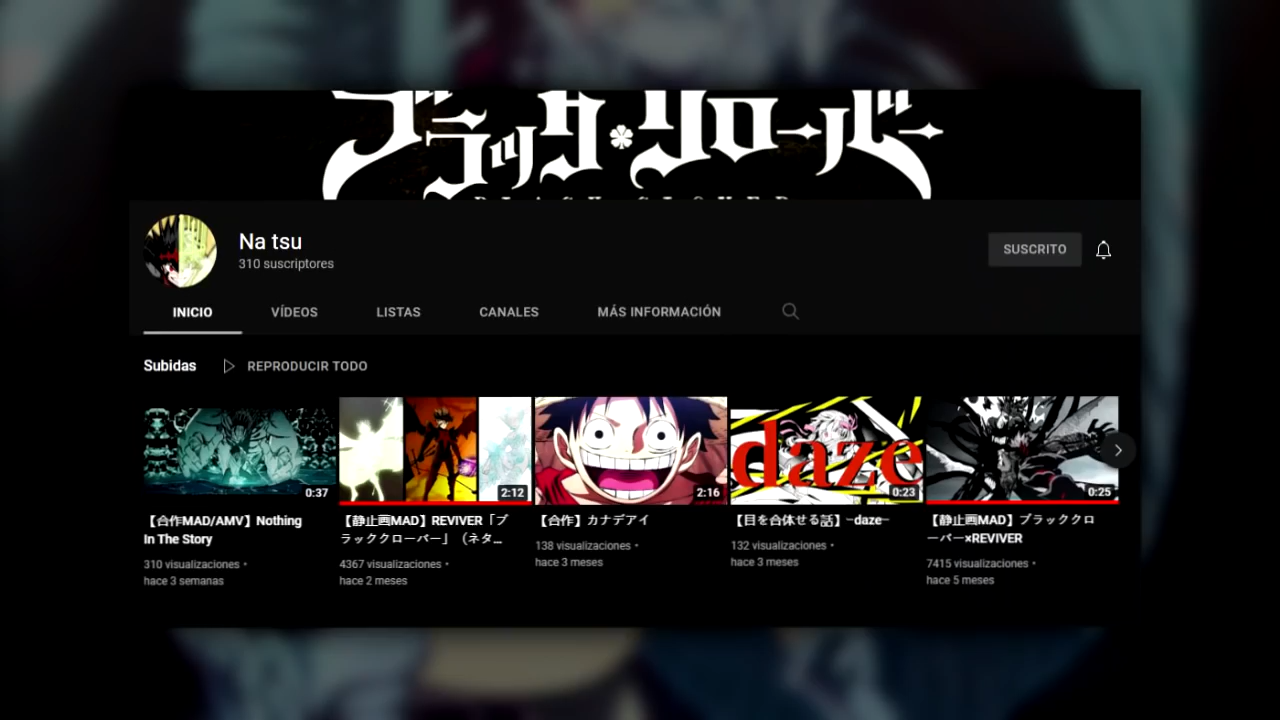 ブラック✤クローバー
BLACK CLOVER
Na tsu
310 suscriptores
SUSCRITO
INICIO
VÍDEOS
LISTAS
CANALES
MÁS INFORMACIÓN
Subidas
REPRODUCIR TODO
0:37
2:12
2:16
daze
0:23
0:25
【合作MAD/AMV】Nothing
In The Story
310 visualizaciones •
hace 3 semanas
【静止画MAD】REVIVER「ブ
ラッククローバー」（ネタ...
4367 visualizaciones •
hace 2 meses
【合作】カナデアイ
138 visualizaciones •
hace 3 meses
【目を合体せる話】-daze-
132 visualizaciones •
hace 3 meses
【静止画MAD】ブラッククロ
ーバー×REVIVER
7415 visualizaciones •
hace 5 meses